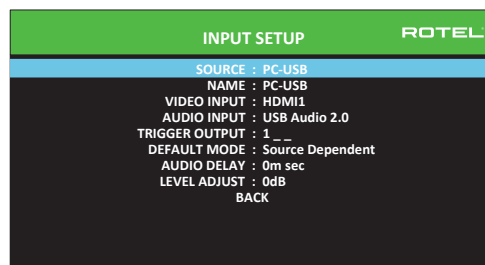 INPUT SETUP
ROTEL
SOURCE : PC-USB
NAME : PC-USB
VIDEO INPUT : HDMI1
AUDIO INPUT : USB Audio 2.0
TRIGGER OUTPUT : 1 _ _
DEFAULT MODE : Source Dependent
AUDIO DELAY : 0m sec
LEVEL ADJUST : 0dB
BACK